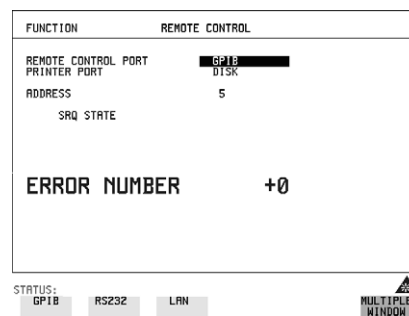 FUNCTION REMOTE CONTROL
REMOTE CONTROL PORT GPIB
PRINTER PORT DISK
ADDRESS 5
SRQ STATE
ERROR NUMBER +0
STATUS:
GPIB RS232 LAN MULTIPLE
WINDOW